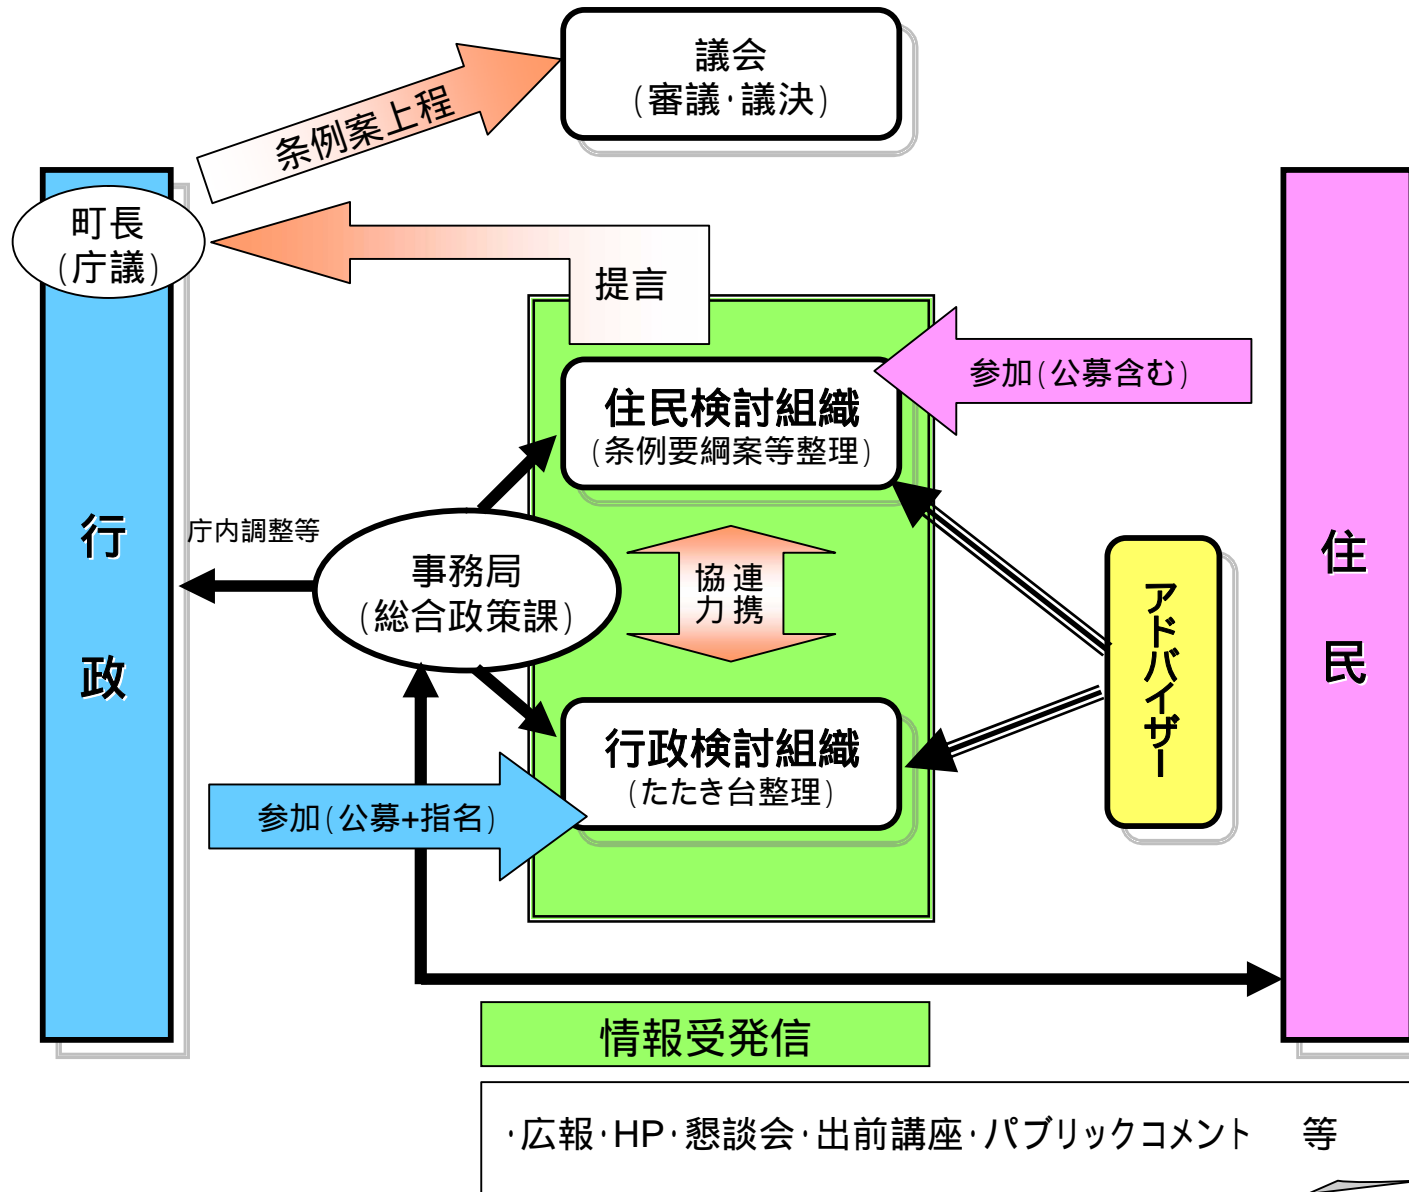 議会
(審議・議決)
条例案上程
町長
(庁議)
提言
参加(公募含む)
住民検討組織
(条例要綱案等整理)
行政
庁内調整等
事務局
(総合政策課)
連携
協力
アドバイザー
住民
行政検討組織
(たたき台整理)
参加(公募+指名)
情報受発信
・広報・HP・懇談会・出前講座・パブリックコメント　等